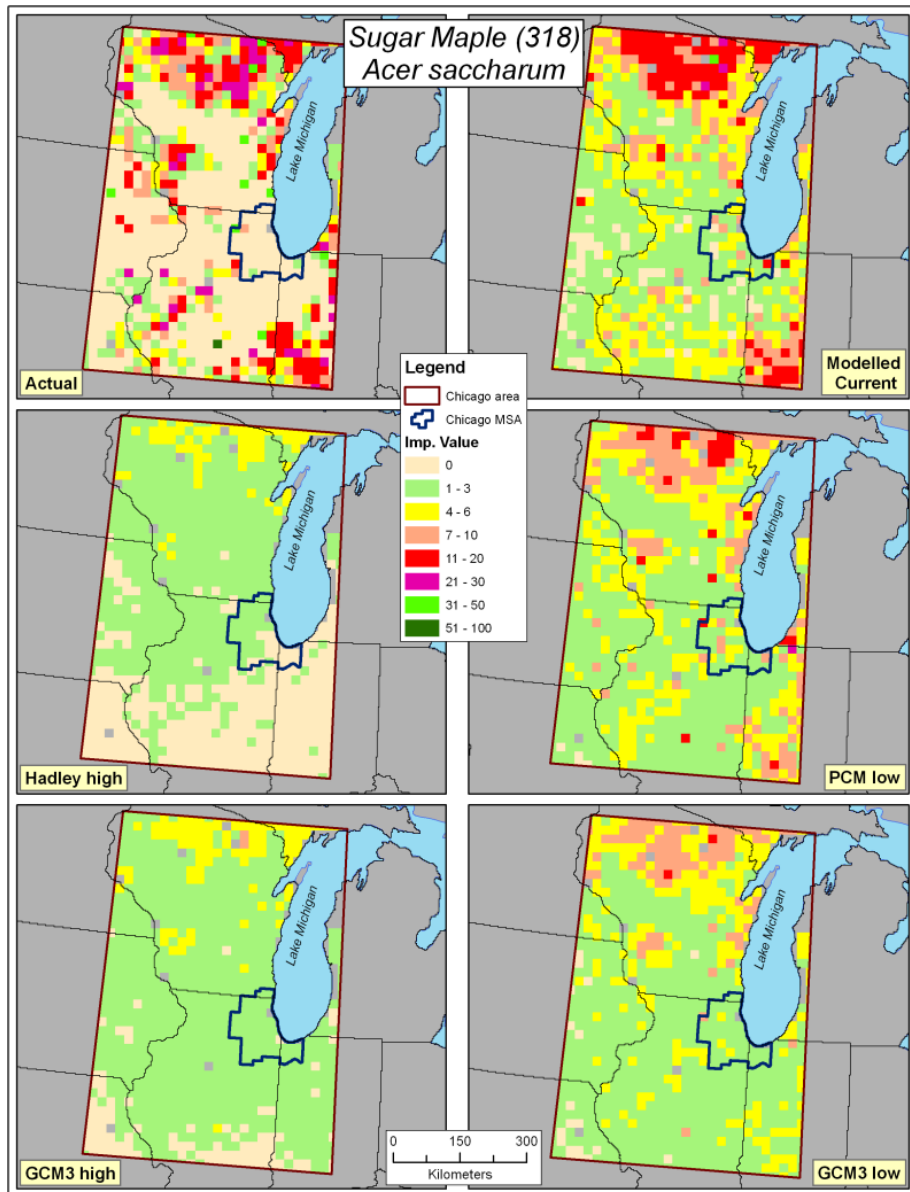 Sugar Maple (318)
Acer saccharum
Lake Michigan
Lake Michigan
Actual
Modelled
Current
Legend
Chicago area
Chicago MSA
Imp. Value
0
1 - 3
4 - 6
7 - 10
11 - 20
21 - 30
31 - 50
51 - 100
Lake Michigan
Lake Michigan
Hadley high
PCM low
Lake Michigan
Lake Michigan
GCM3 high
0 150 300
Kilometers
GCM3 low